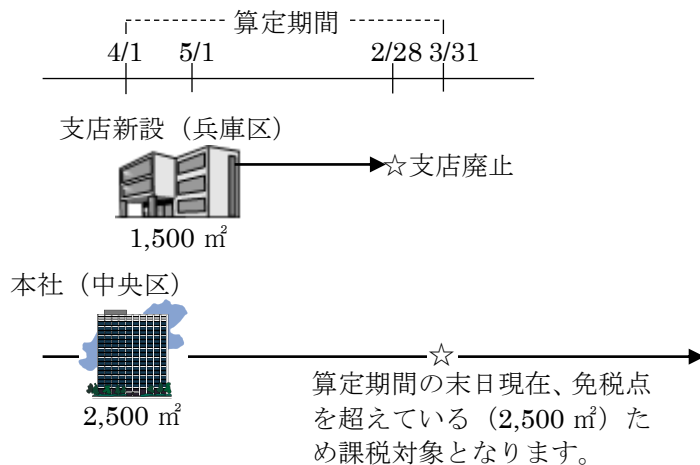 算定期間
4/1 5/1 2/28 3/31
支店新設（兵庫区）
☆支店廃止
1,500 ㎡
本社（中央区）
☆
2,500 ㎡
算定期間の末日現在、免税点
を超えている（2,500 ㎡）た
め課税対象となります。